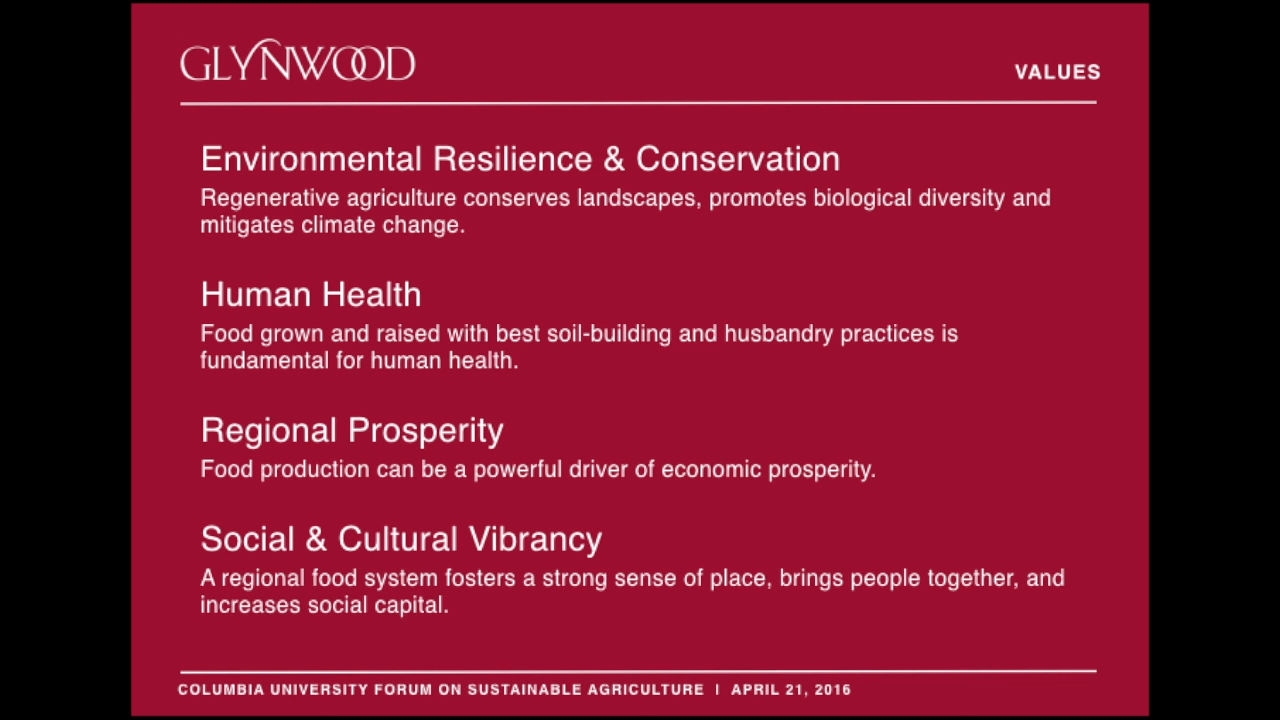 GLYNWOOD
VALUES
Environmental Resilience & Conservation
Regenerative agriculture conserves landscapes, promotes biological diversity and
mitigates climate change.
Human Health
Food grown and raised with best soil-building and husbandry practices is
fundamental for human health.
Regional Prosperity
Food production can be a powerful driver of economic prosperity.
Social & Cultural Vibrancy
A regional food system fosters a strong sense of place, brings people together, and
increases social capital.
COLUMBIA UNIVERSITY FORUM ON SUSTAINABLE AGRICULTURE | APRIL 21, 2016